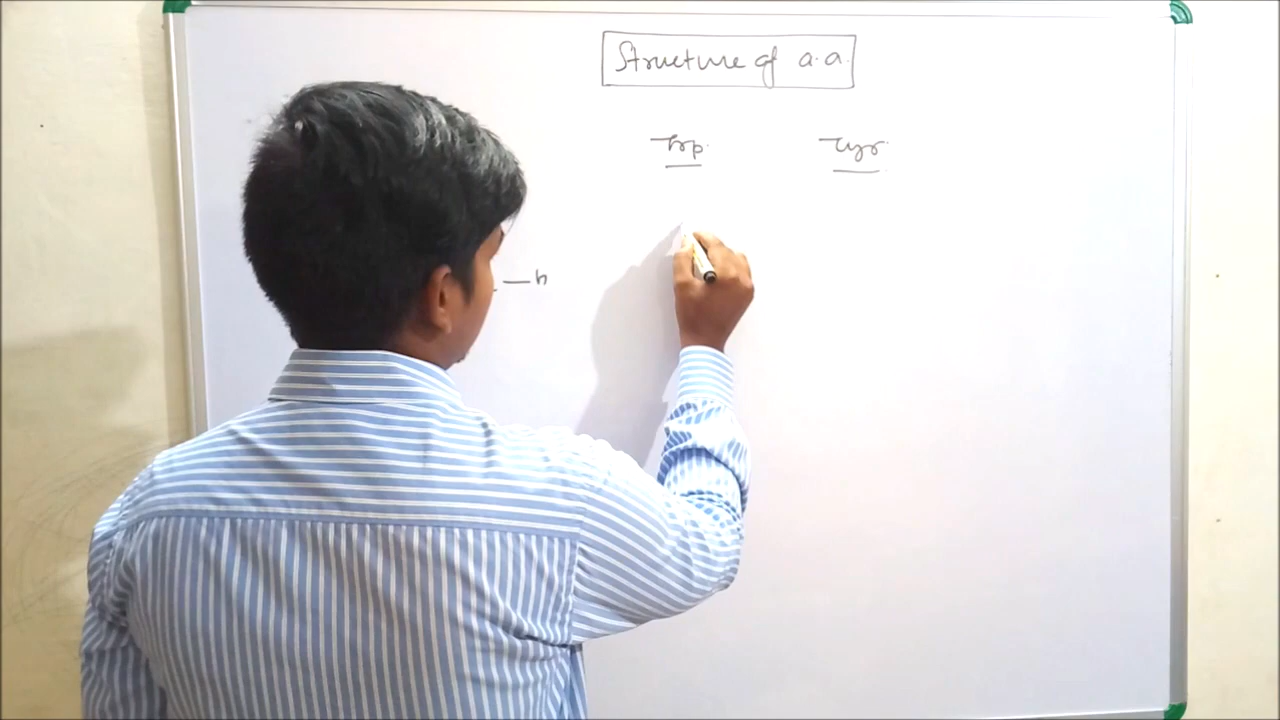 Structure of a.a.
Trp. Tyr.
— h